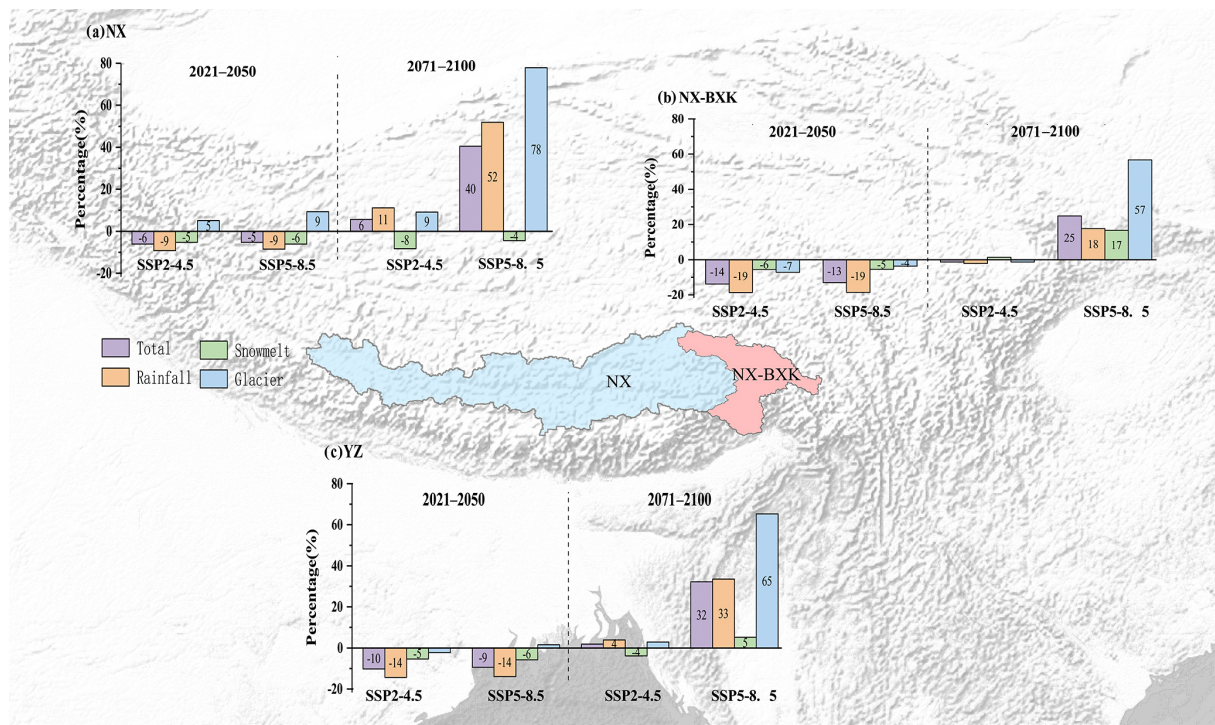 (a)NX
Percentage(%)
80
60
40
20
0
-20
2021–2050
2071–2100
-6
-9
-5
5
-5
-9
-6
9
6
11
-8
9
40
52
-4
78
SSP2-4.5
SSP5-8.5
SSP2-4.5
SSP5-8. 5
(b) NX-BXK
Percentage(%)
80
60
40
20
0
-20
2021–2050
2071–2100
-14
-19
-6
-7
-13
-19
-5
-4
25
18
17
57
SSP2-4.5
SSP5-8.5
SSP2-4.5
SSP5-8. 5
Total
Snowmelt
Rainfall
Glacier
NX
NX-BXK
(c)YZ
Percentage(%)
80
60
40
20
0
-20
2021–2050
2071–2100
-10
-14
-5
-9
-14
-6
4
-4
32
33
5
65
SSP2-4.5
SSP5-8.5
SSP2-4.5
SSP5-8. 5